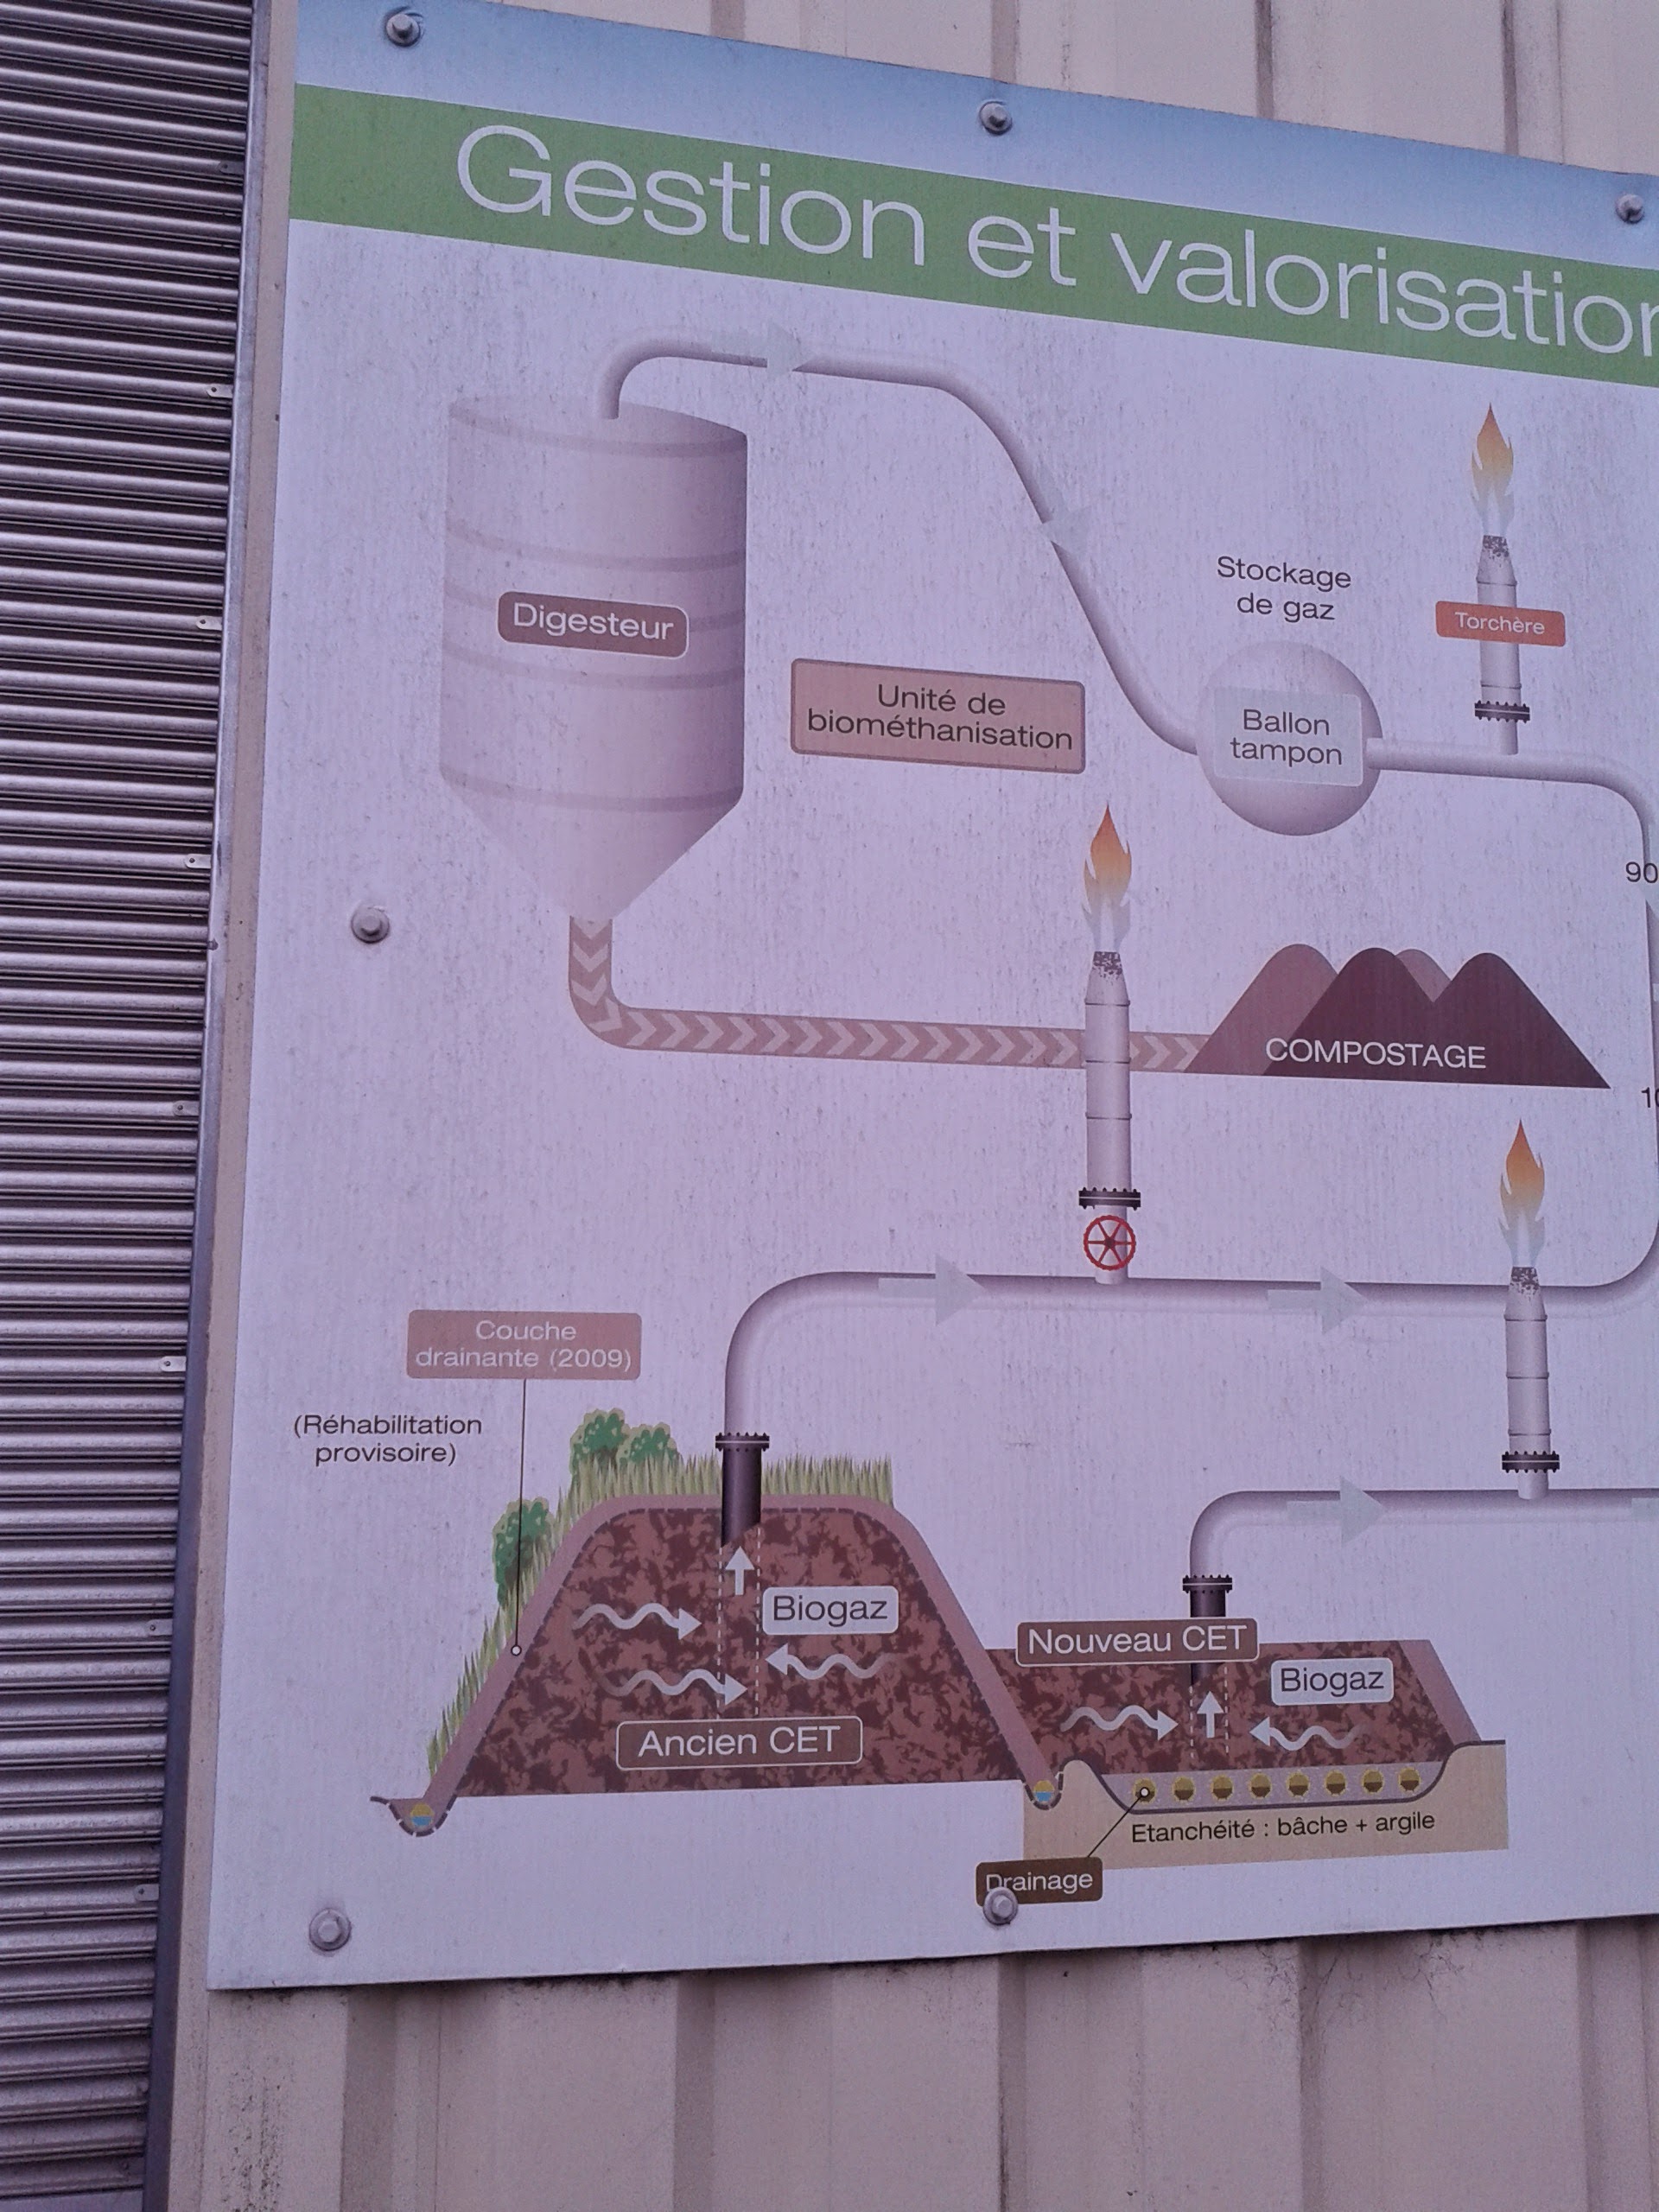 Gestion et valorisation
Digesteur
Unité de
biométhanisation
Stockage
de gaz
Ballon
tampon
Torchère
90
COMPOSTAGE
10
Couche
drainante (2009)
(Réhabilitation
provisoire)
Biogaz
Ancien CET
Nouveau CET
Biogaz
Etanchéité : bâche + argile
Drainage